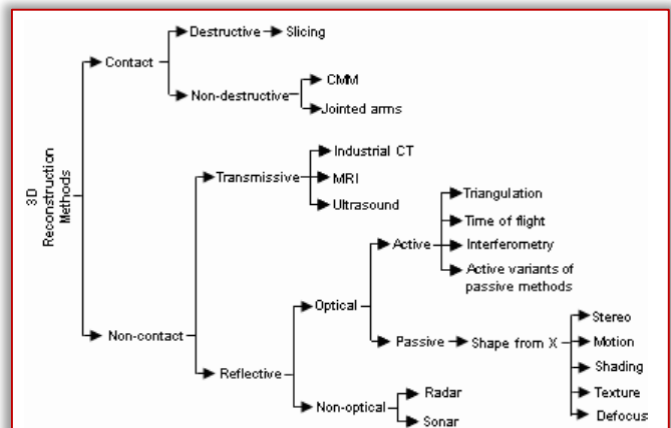 3D
Reconstruction
Methods
Contact
Destructive
Slicing
Non-destructive
CMM
Jointed arms
Non-contact
Transmissive
Industrial CT
MRI
Ultrasound
Reflective
Optical
Active
Triangulation
Time of flight
Interferometry
Active variants of
passive methods
Passive
Shape from X
Stereo
Motion
Shading
Texture
Defocus
Non-optical
Radar
Sonar